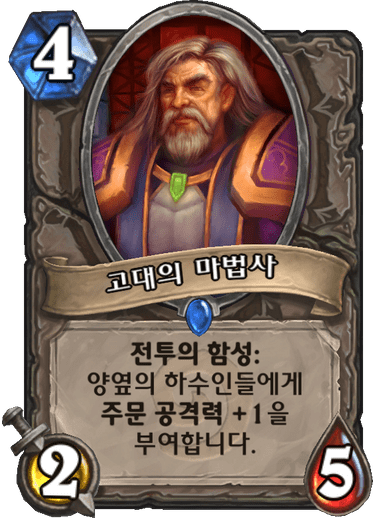 4
고대의 마법사
전투의 함성:
양옆의 하수인들에게
주문 공격력 +1을
부여합니다.
2
5